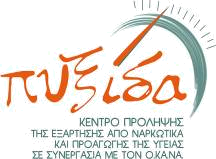 πυξίδα
ΚΕΝΤΡΟ ΠΡΟΛΗΨΗΣ
ΤΗΣ ΕΞΑΡΤΗΣΗΣ ΑΠΟ ΝΑΡΚΩΤΙΚΑ
ΚΑΙ ΠΡΟΑΓΩΓΗΣ ΤΗΣ ΥΓΕΙΑΣ
ΣΕ ΣΥΝΕΡΓΑΣΙΑ ΜΕ ΤΟΝ Ο.ΚΑ.ΝΑ.